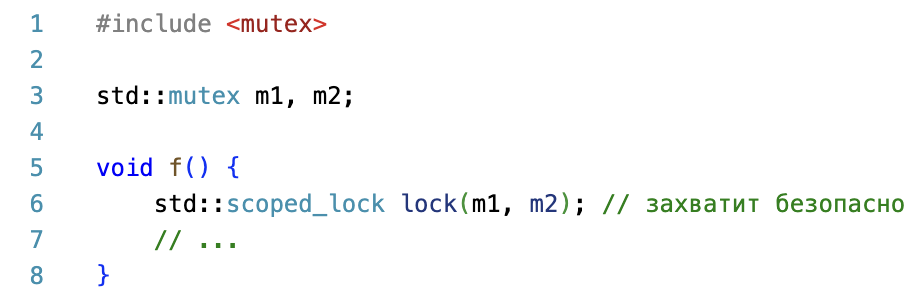 1 #include <mutex>
2
3 std::mutex m1, m2;
4
5 void f() {
6     std::scoped_lock lock(m1, m2); // захватит безопасно
7     // ...
8 }